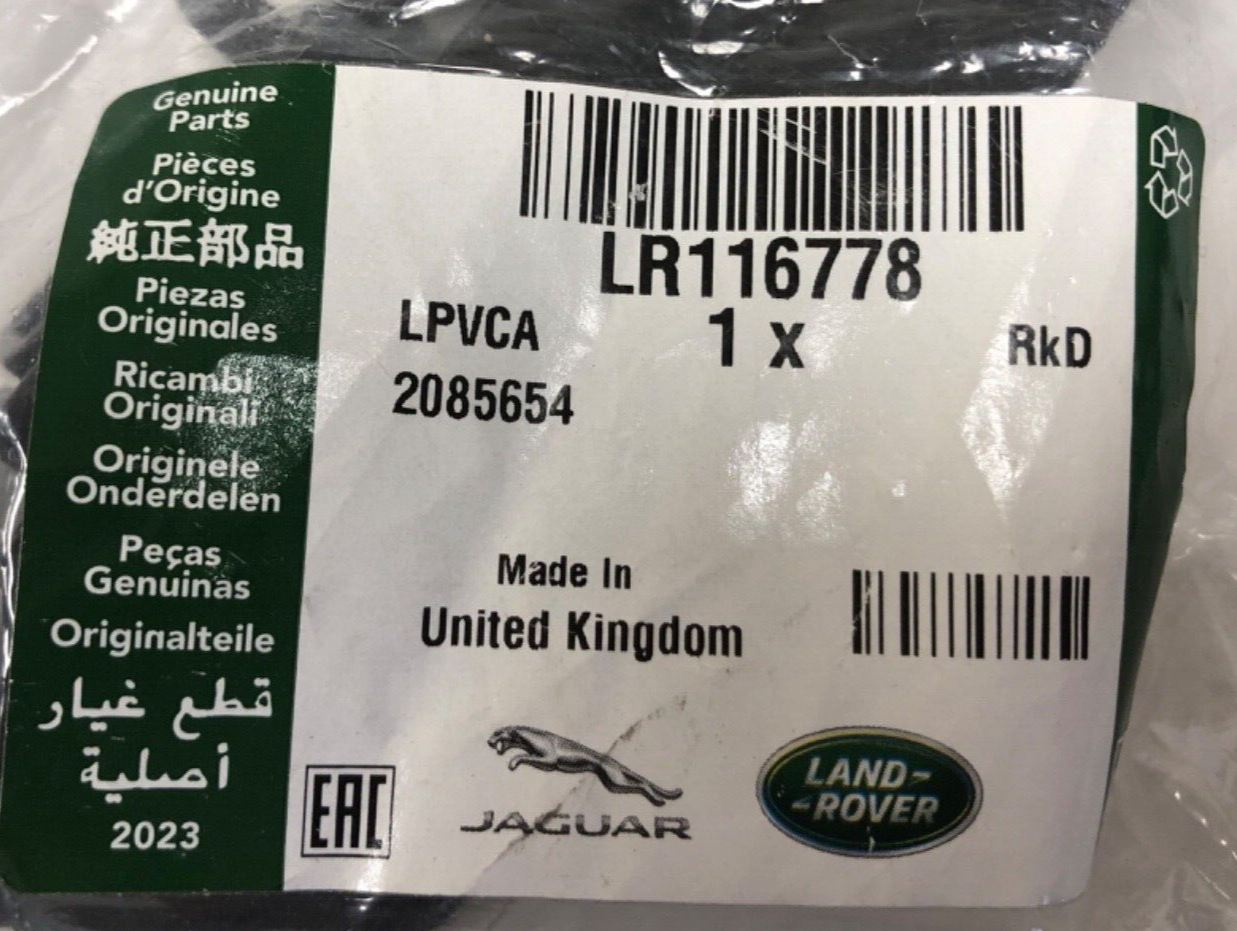 Genuine
Parts
Pièces
d'Origine
純正部品
Piezas
Originales
Ricambi
Originali
Originele
Onderdelen
Peças
Genuinas
Originalteile
قطع غيار
أصلية
2023
LR116778
LPVCA
1 x
RkD
2085654
Made In
United Kingdom
EAC
JAGUAR
LAND-
-ROVER